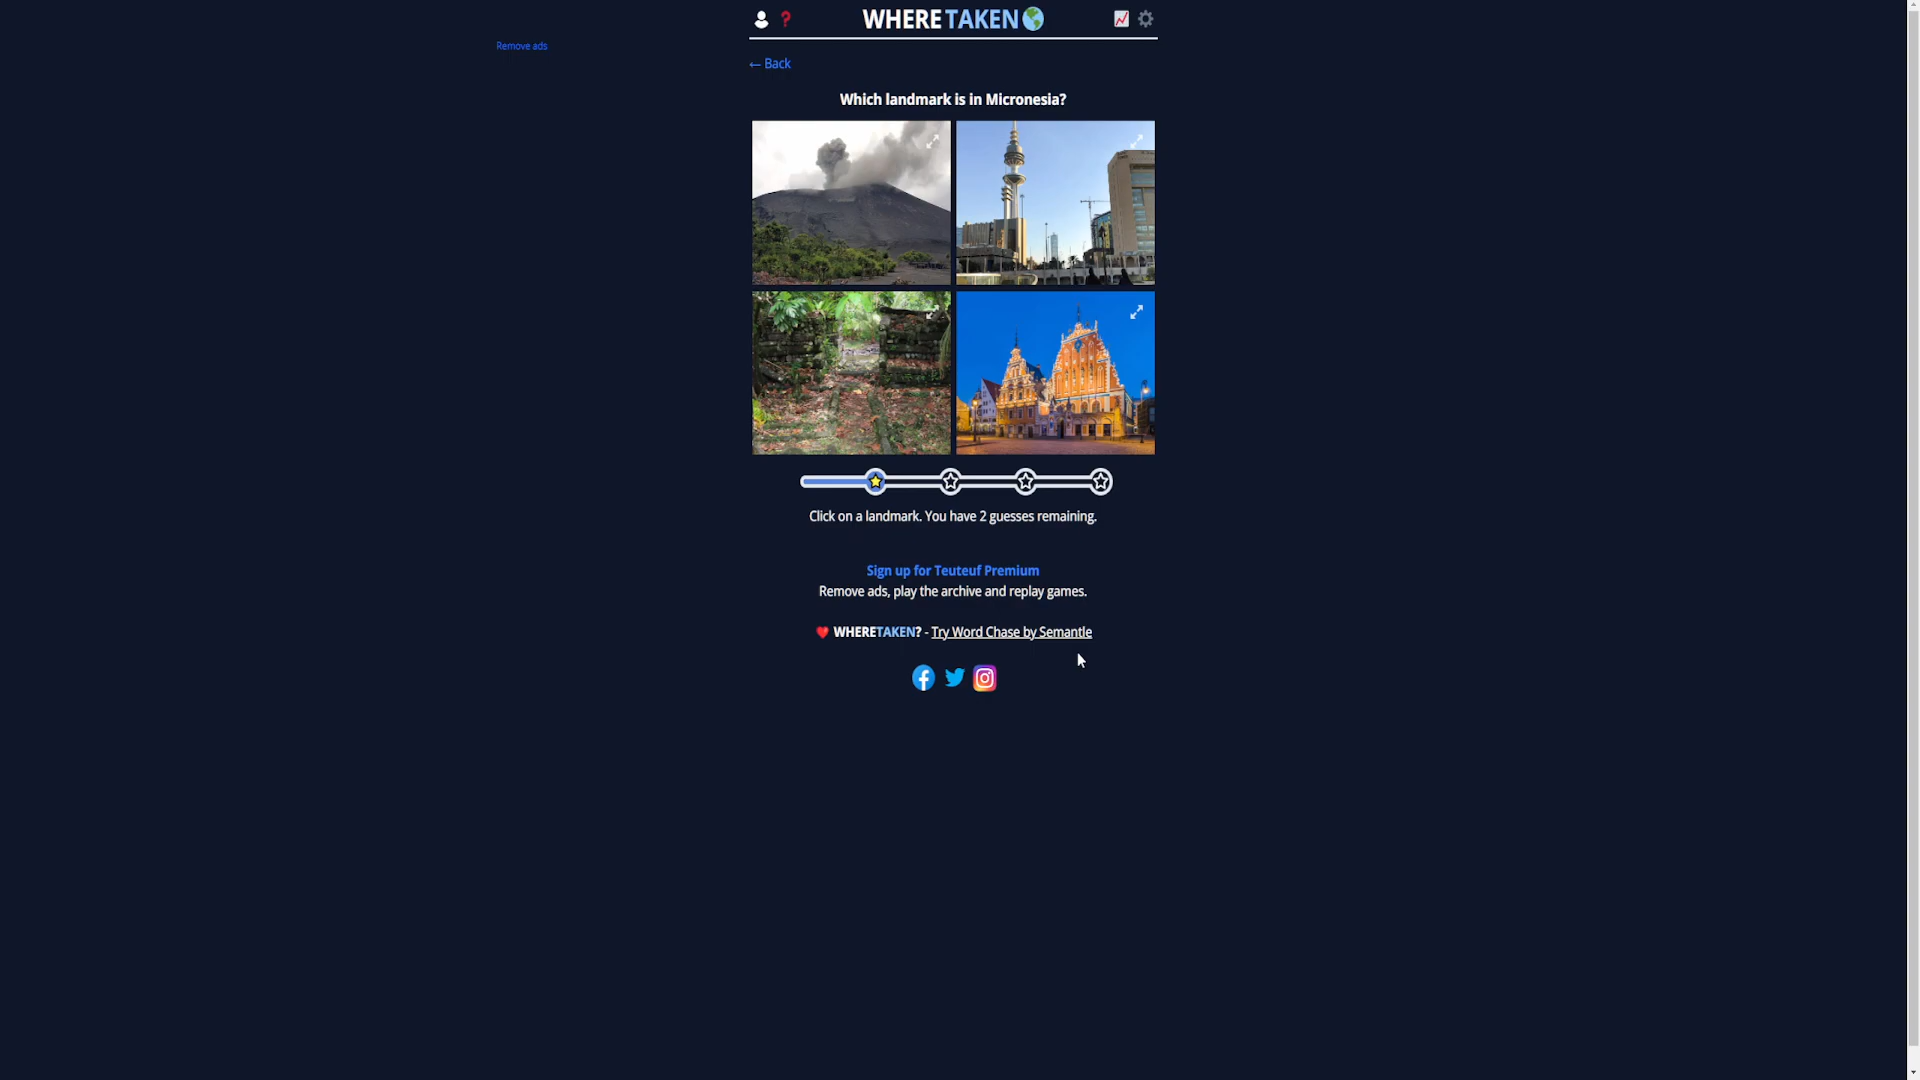 WHERETAKEN
Remove ads
← Back
Which landmark is in Micronesia?
Click on a landmark. You have 2 guesses remaining.
Sign up for Teuteuf Premium
Remove ads, play the archive and replay games.
❤️ WHERETAKEN? - Try Word Chase by Semantle